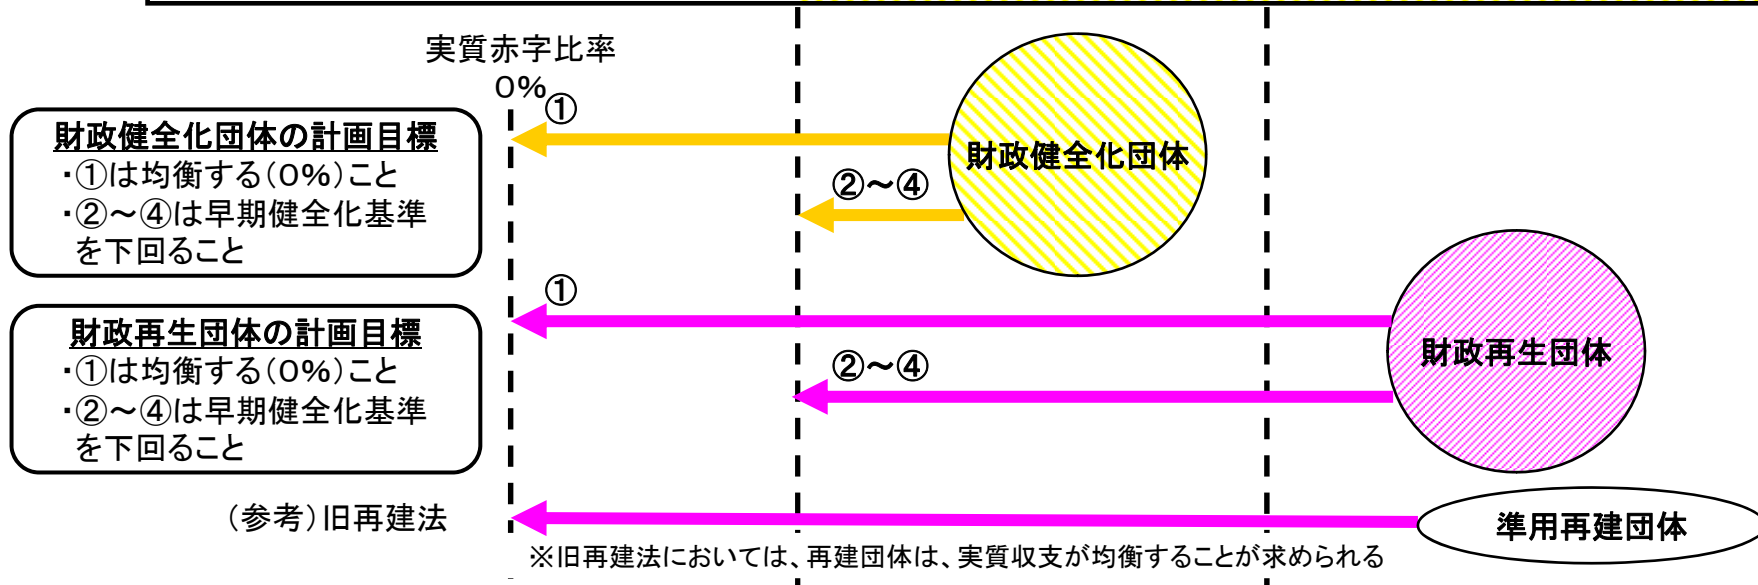 実質赤字比率
0%
財政健全化団体の計画目標
・①は均衡する(0%)こと
・②～④は早期健全化基準
を下回ること
①
②～④
財政健全化団体
財政再生団体の計画目標
・①は均衡する(0%)こと
・②～④は早期健全化基準
を下回ること
①
②～④
財政再生団体
(参考)旧再建法
準用再建団体
※旧再建法においては、再建団体は、実質収支が均衡することが求められる